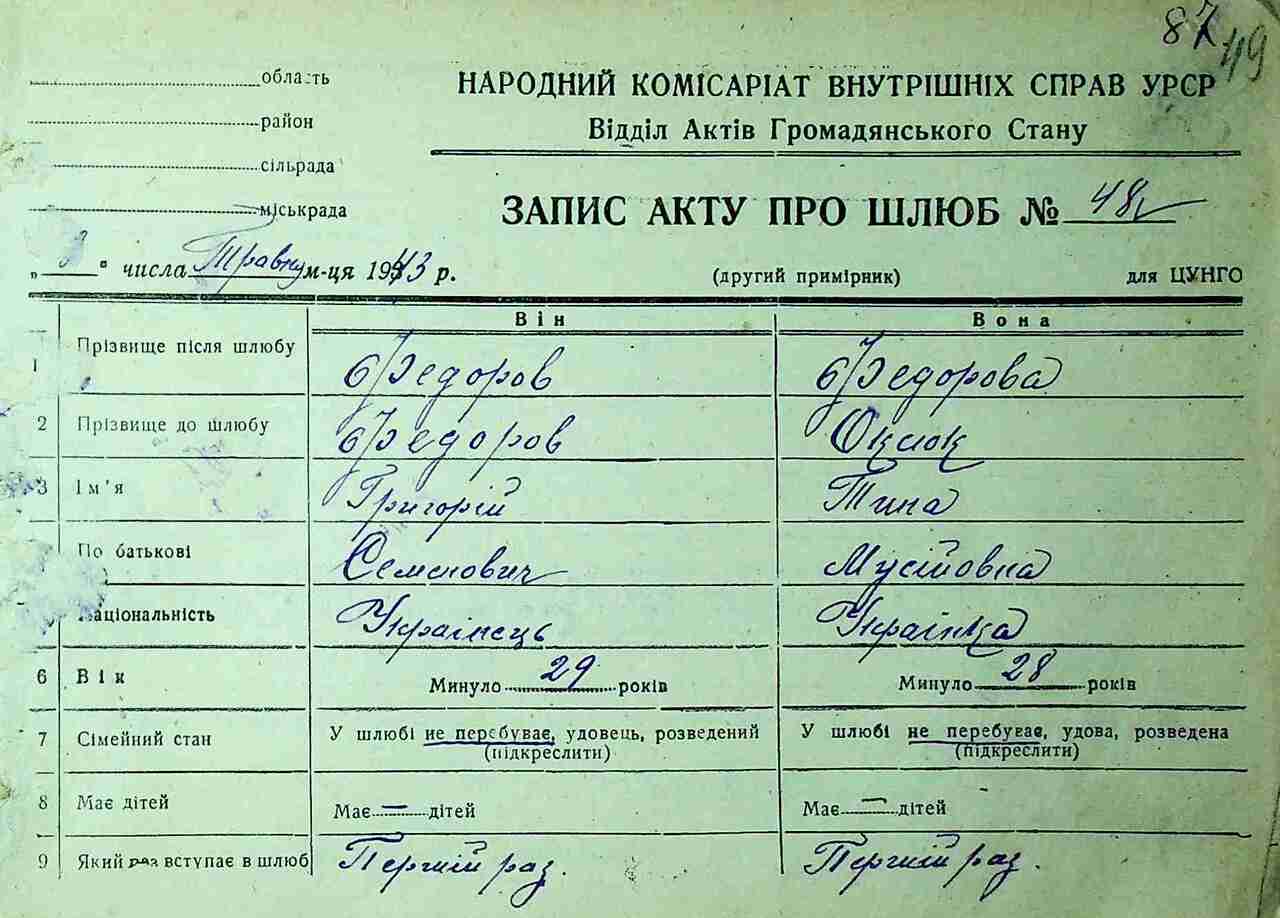 87 49
область
район
сільрада
міськрада
НАРОДНИЙ КОМІСАРІАТ ВНУТРІШНІХ СПРАВ УРСР
Відділ Актів Громадянського Стану
ЗАПИС АКТУ ПРО ШЛЮБ № 48
„3“ числа Травня м-ця 1943 р. (другий примірник) для ЦУНГО
Він Вона
1 Прізвище після шлюбу Федоров Федорова
2 Прізвище до шлюбу Федоров Оксюк
3 Ім'я Григорій Тина
По батькові Семенович Мусіївна
Національність Українець Українка
6 Вік Минуло 29 років Минуло 28 років
7 Сімейний стан У шлюбі не перебуває, удовець, розведений У шлюбі не перебуває, удова, розведена
(підкреслити) (підкреслити)
8 Має дітей Має — дітей Має — дітей
9 Який раз вступає в шлюб Перший раз. Перший раз.